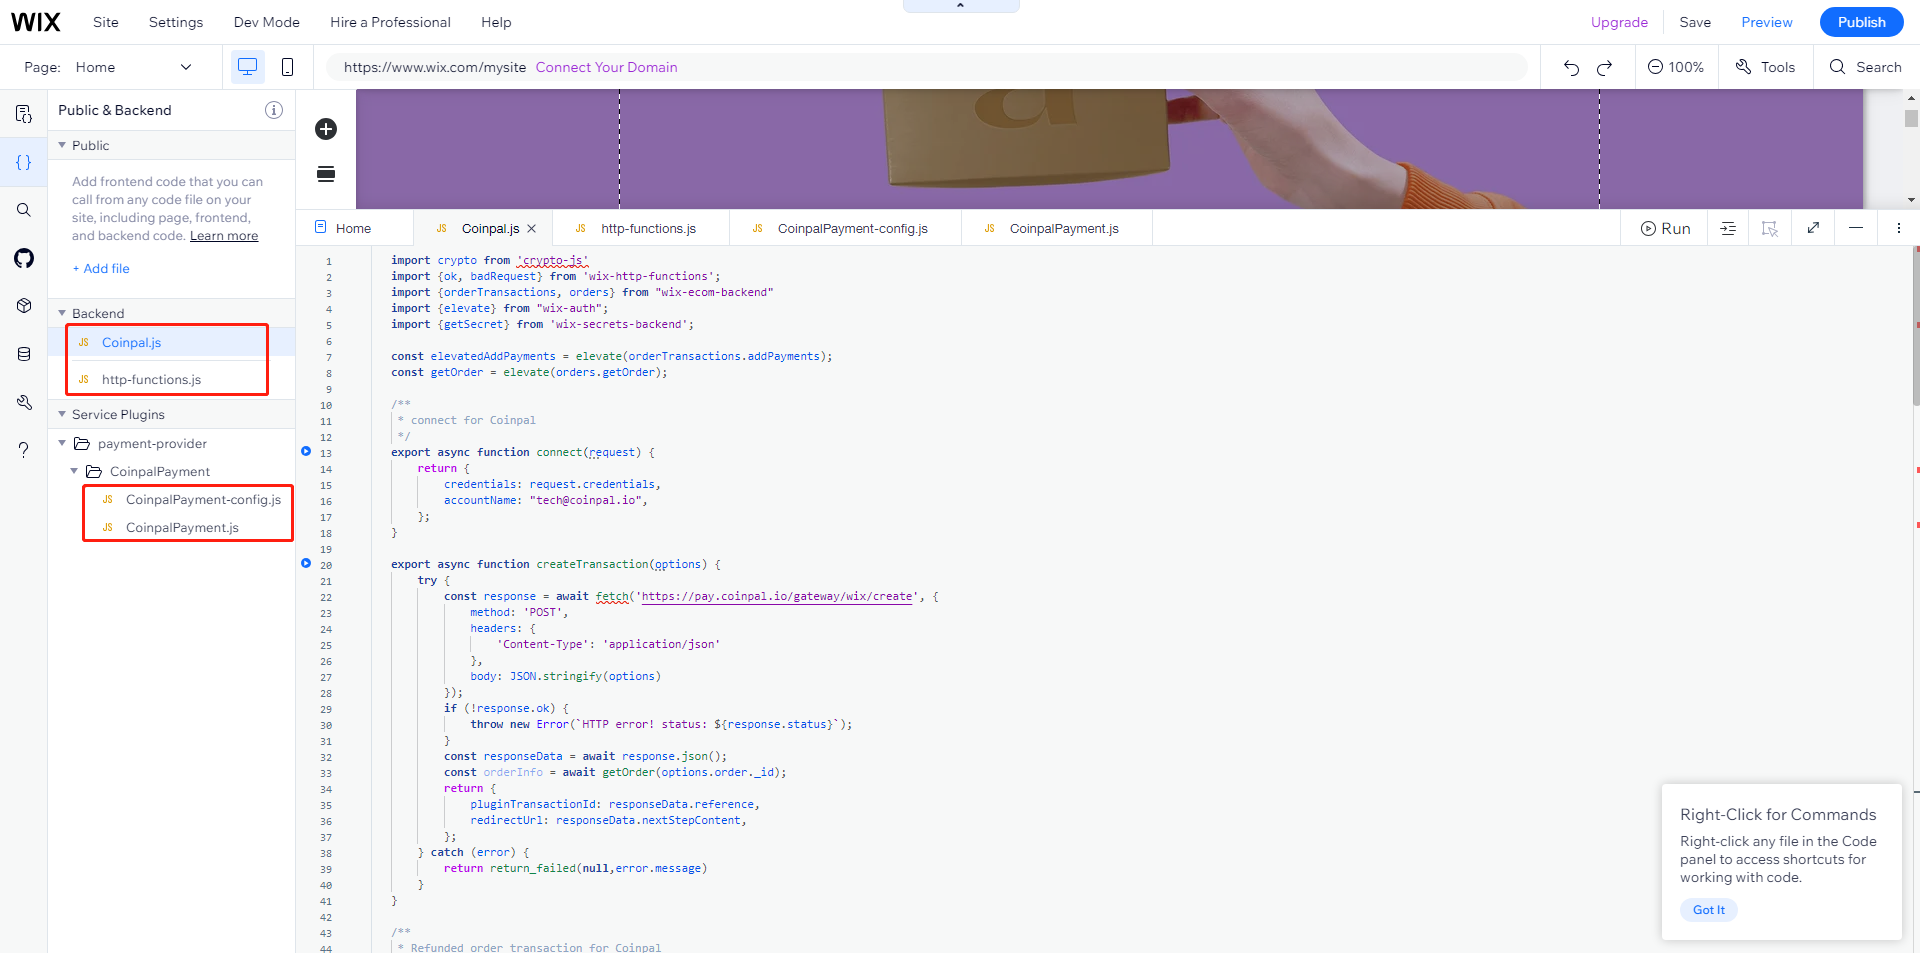 WIX Site Settings Dev Mode Hire a Professional Help Upgrade Save Preview Publish
Page: Home https://www.wix.com/mysite Connect Your Domain 100% Tools Search
Public & Backend
Public
Add frontend code that you can
call from any code file on your
site, including page, frontend,
and backend code. Learn more
+ Add file
Backend
JS Coinpal.js
JS http-functions.js
Service Plugins
payment-provider
CoinpalPayment
JS CoinpalPayment-config.js
JS CoinpalPayment.js
a
Home JS Coinpal.js JS http-functions.js JS CoinpalPayment-config.js JS CoinpalPayment.js Run
1 import crypto from 'crypto-js'
2 import {ok, badRequest} from 'wix-http-functions';
3 import {orderTransactions, orders} from "wix-ecom-backend"
4 import {elevate} from "wix-auth";
5 import {getSecret} from 'wix-secrets-backend';
6
7 const elevatedAddPayments = elevate(orderTransactions.addPayments);
8 const getOrder = elevate(orders.getOrder);
9
10 /**
11 * connect for Coinpal
12 */
13 export async function connect(request) {
14 return {
15 credentials: request.credentials,
16 accountName: "tech@coinpal.io",
17 };
18 }
19
20 export async function createTransaction(options) {
21 try {
22 const response = await fetch('https://pay.coinpal.io/gateway/wix/create', {
23 method: 'POST',
24 headers: {
25 'Content-Type': 'application/json'
26 },
27 body: JSON.stringify(options)
28 });
29 if (!response.ok) {
30 throw new Error(`HTTP error! status: ${response.status}`);
31 }
32 const responseData = await response.json();
33 const orderInfo = await getOrder(options.order._id);
34 return {
35 pluginTransactionId: responseData.reference,
36 redirectUrl: responseData.nextStepContent,
37 };
38 } catch (error) {
39 return return_failed(null,error.message)
40 }
41 }
42
43 /**
44 * Refunded order transaction for Coinpal
Right-Click for Commands
Right-click any file in the Code
panel to access shortcuts for
working with code.
Got It